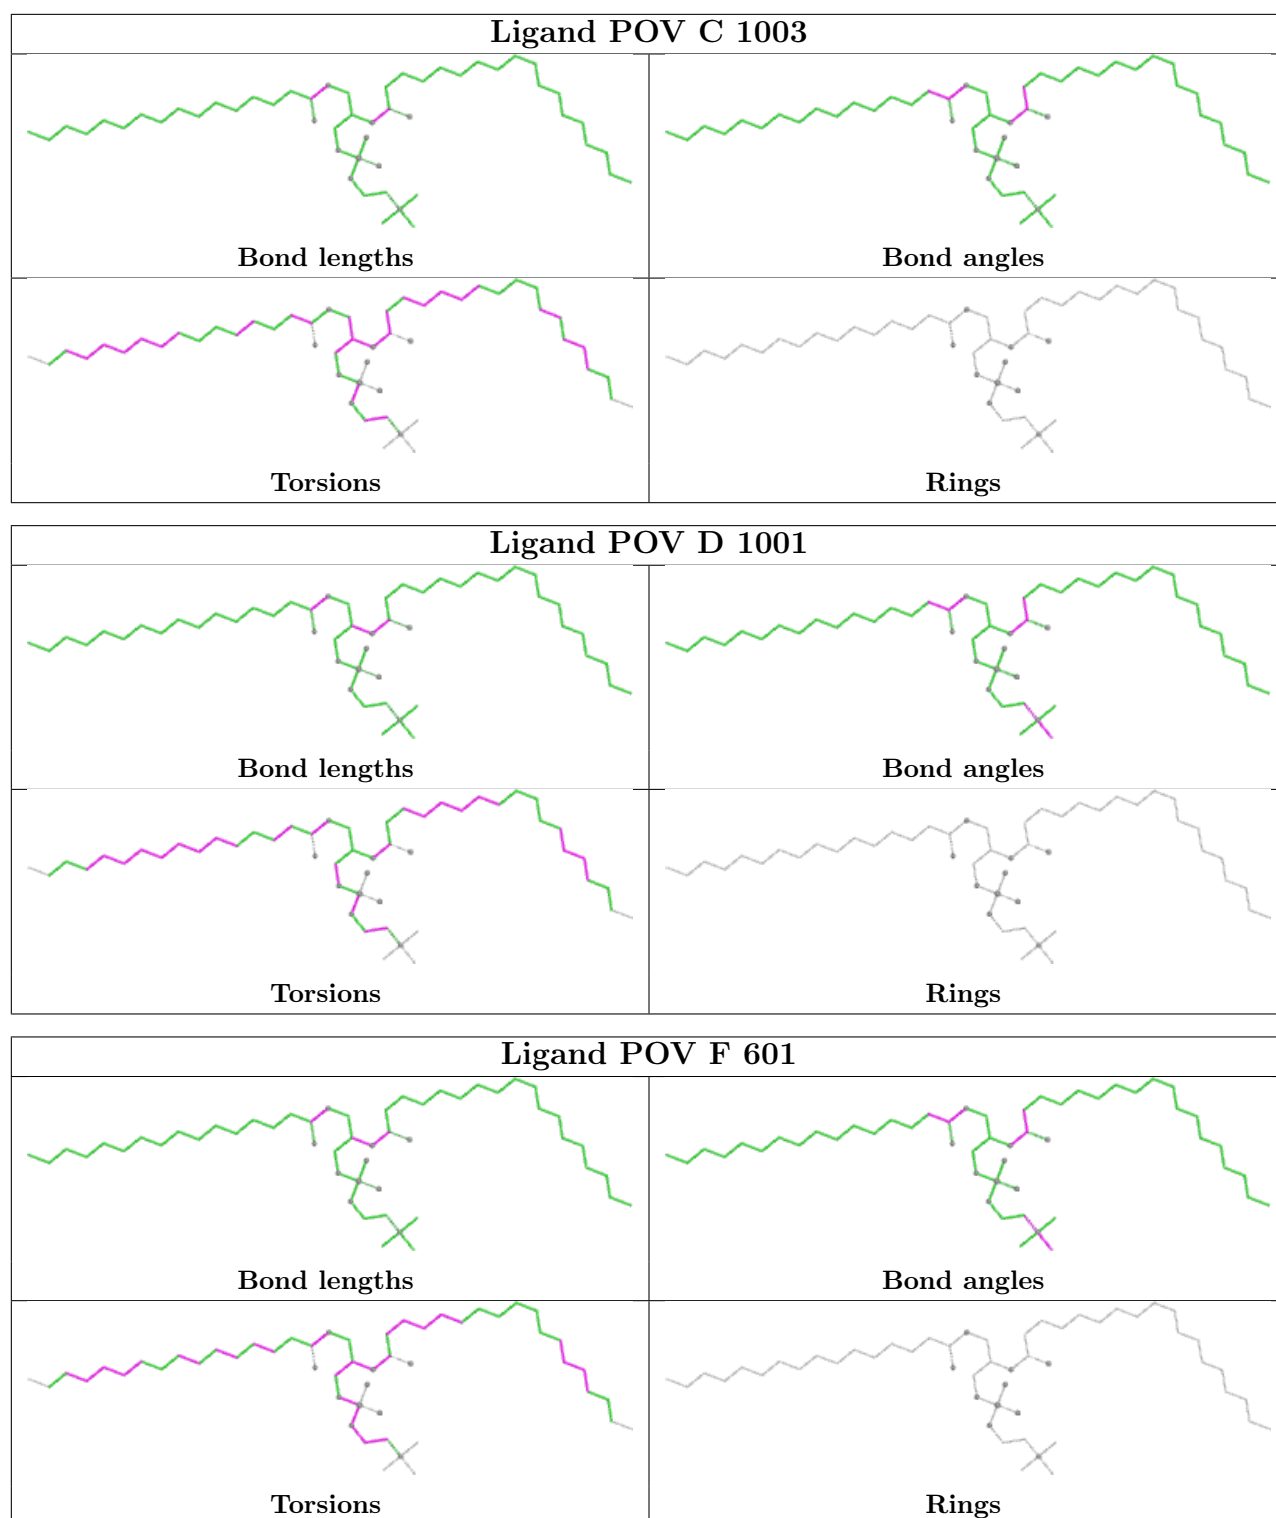 Ligand POV C 1003
Bond lengths
Bond angles
Torsions
Rings
Ligand POV D 1001
Bond lengths
Bond angles
Torsions
Rings
Ligand POV F 601
Bond lengths
Bond angles
Torsions
Rings